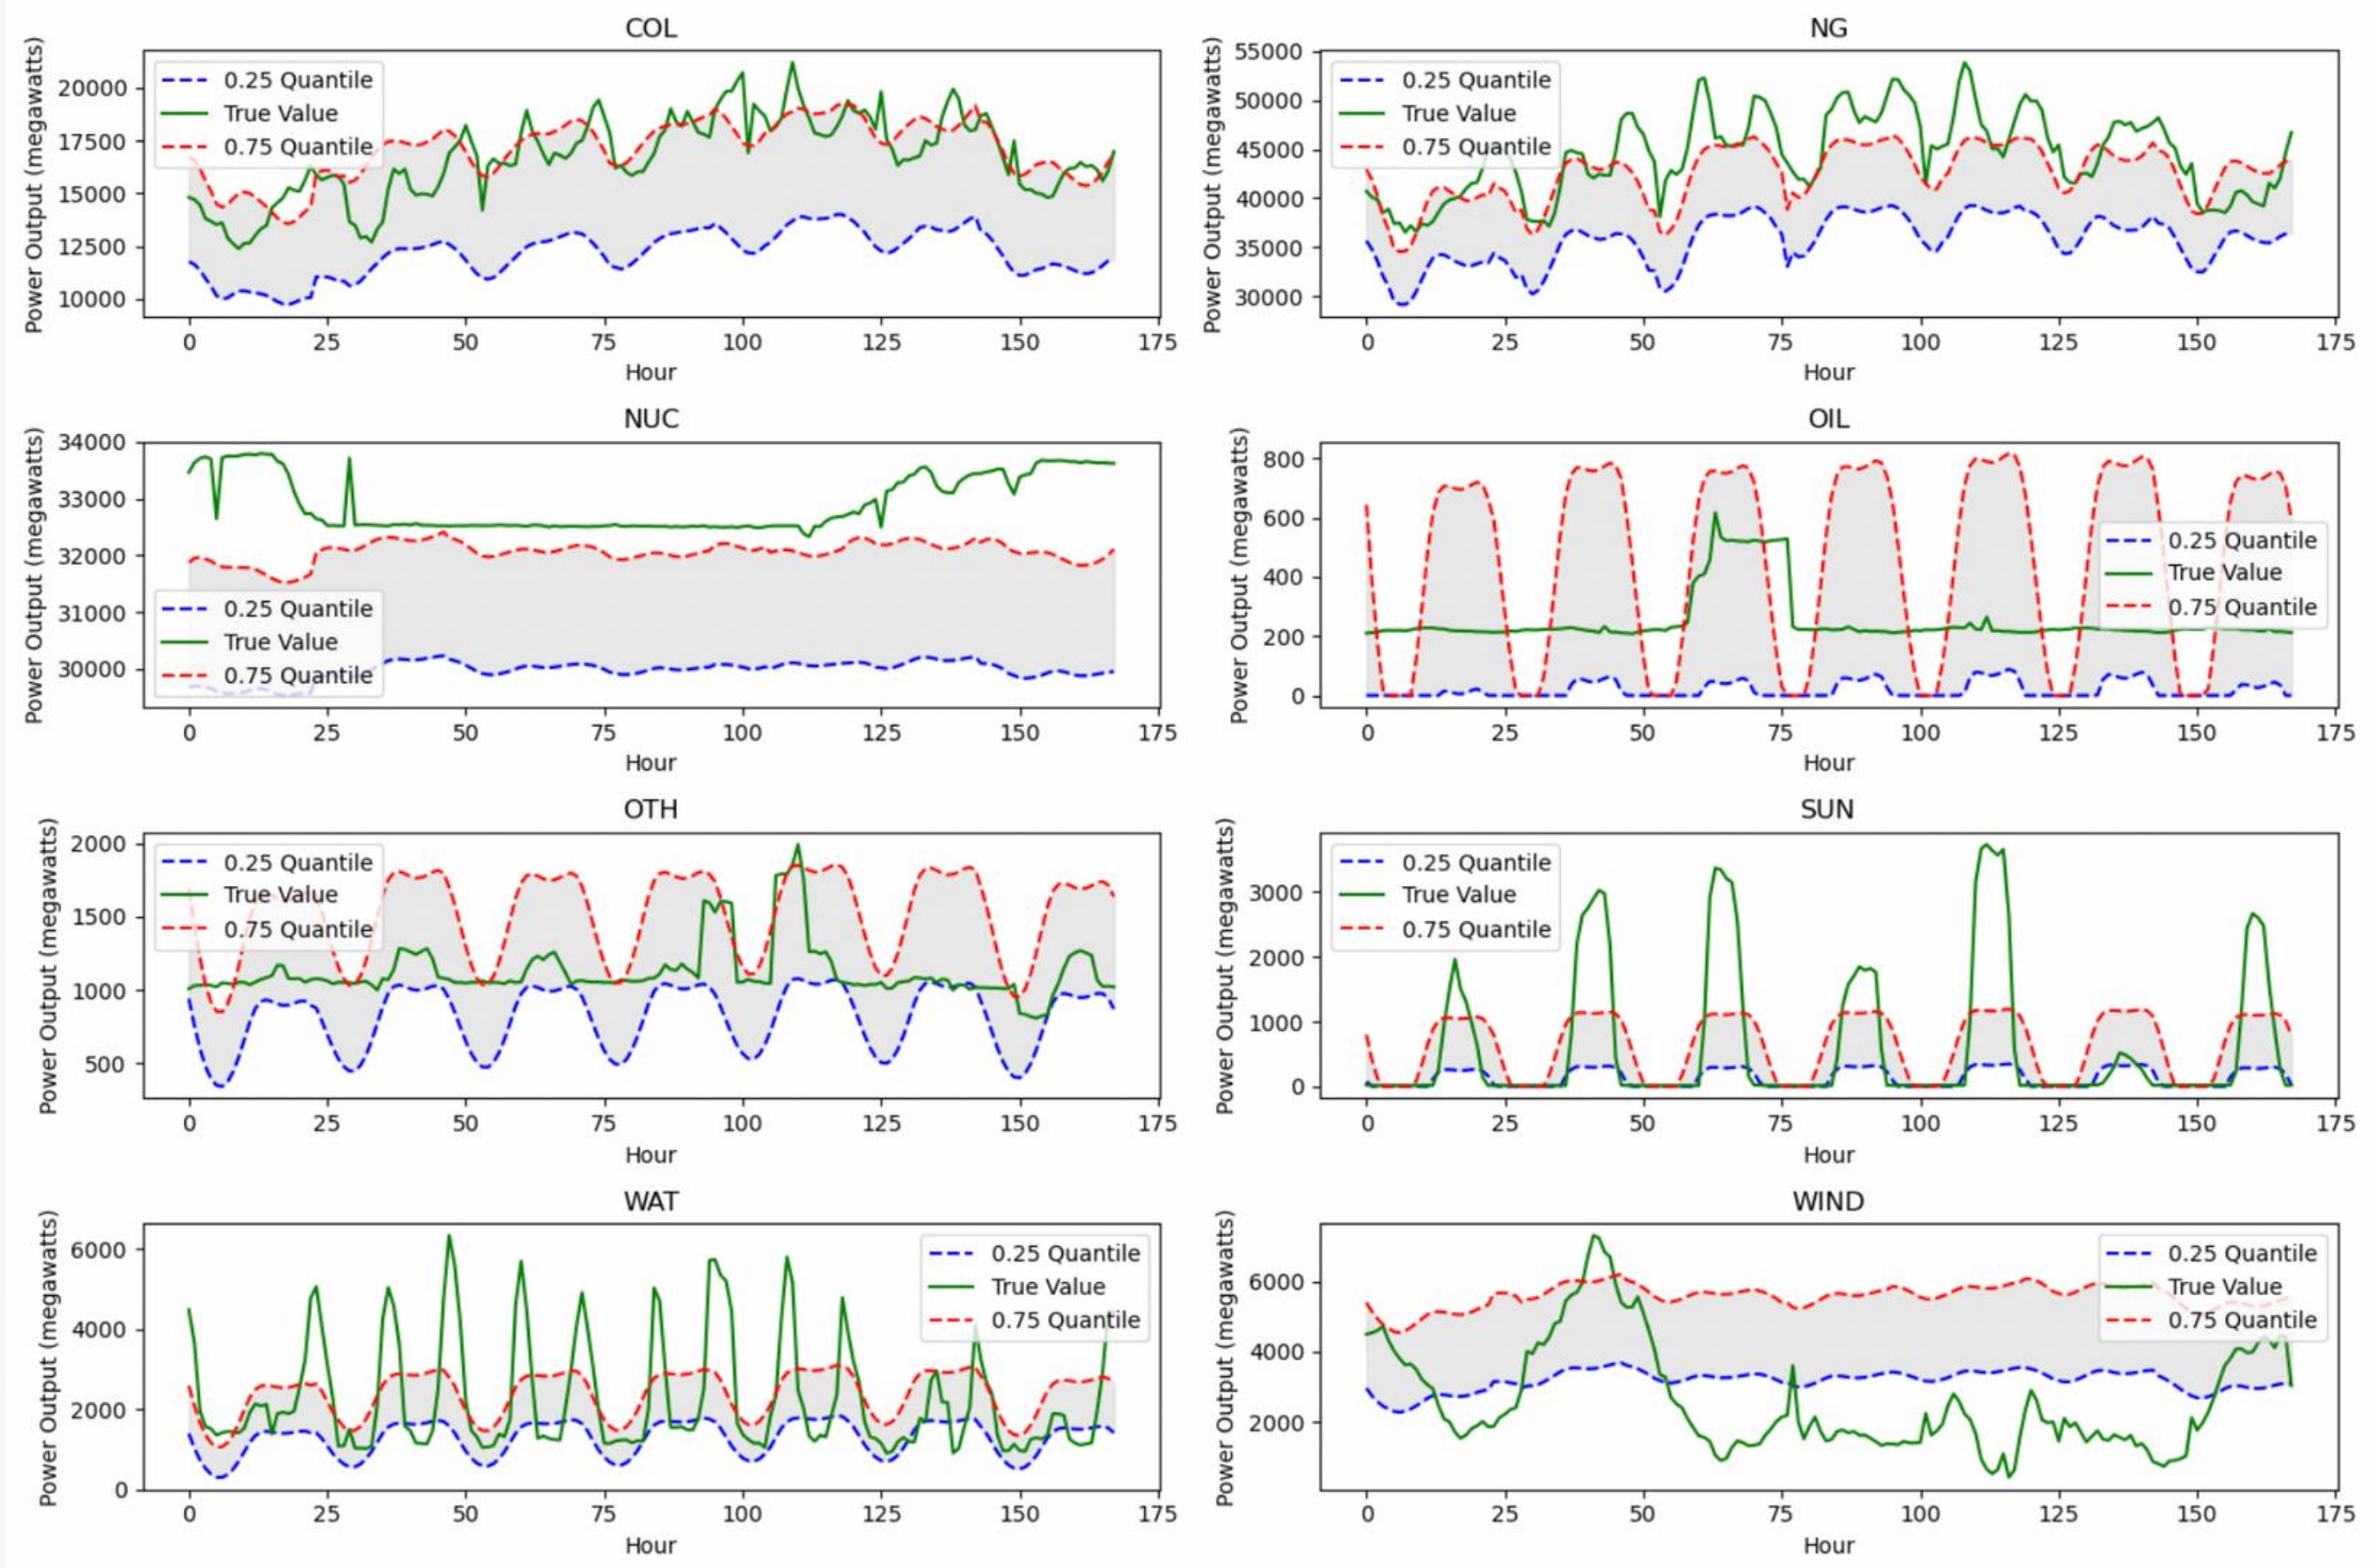 COL
Power Output (megawatts)
20000
17500
15000
12500
10000
0.25 Quantile
True Value
0.75 Quantile
0 25 50 75 100 125 150 175
Hour
NG
Power Output (megawatts)
55000
50000
45000
40000
35000
30000
0.25 Quantile
True Value
0.75 Quantile
0 25 50 75 100 125 150 175
Hour
NUC
Power Output (megawatts)
34000
33000
32000
31000
30000
0.25 Quantile
True Value
0.75 Quantile
0 25 50 75 100 125 150 175
Hour
OIL
Power Output (megawatts)
800
600
400
200
0
0.25 Quantile
True Value
0.75 Quantile
0 25 50 75 100 125 150 175
Hour
OTH
Power Output (megawatts)
2000
1500
1000
500
0.25 Quantile
True Value
0.75 Quantile
0 25 50 75 100 125 150 175
Hour
SUN
Power Output (megawatts)
3000
2000
1000
0
0.25 Quantile
True Value
0.75 Quantile
0 25 50 75 100 125 150 175
Hour
WAT
Power Output (megawatts)
6000
4000
2000
0
0.25 Quantile
True Value
0.75 Quantile
0 25 50 75 100 125 150 175
Hour
WIND
Power Output (megawatts)
6000
4000
2000
0.25 Quantile
True Value
0.75 Quantile
0 25 50 75 100 125 150 175
Hour